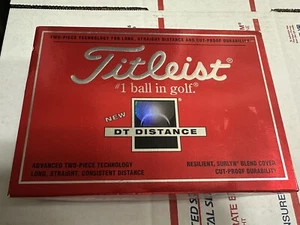 TWO-PIECE TECHNOLOGY FOR LONG, STRAIGHT DISTANCE AND CUT-PROOF DURABILITY.
Titleist
#1 ball in golf.
NEW
DT DISTANCE
ADVANCED TWO-PIECE TECHNOLOGY
LONG, STRAIGHT, CONSISTENT DISTANCE
RESILIENT, SURLYN BLEND COVER
CUT-PROOF DURABILITY